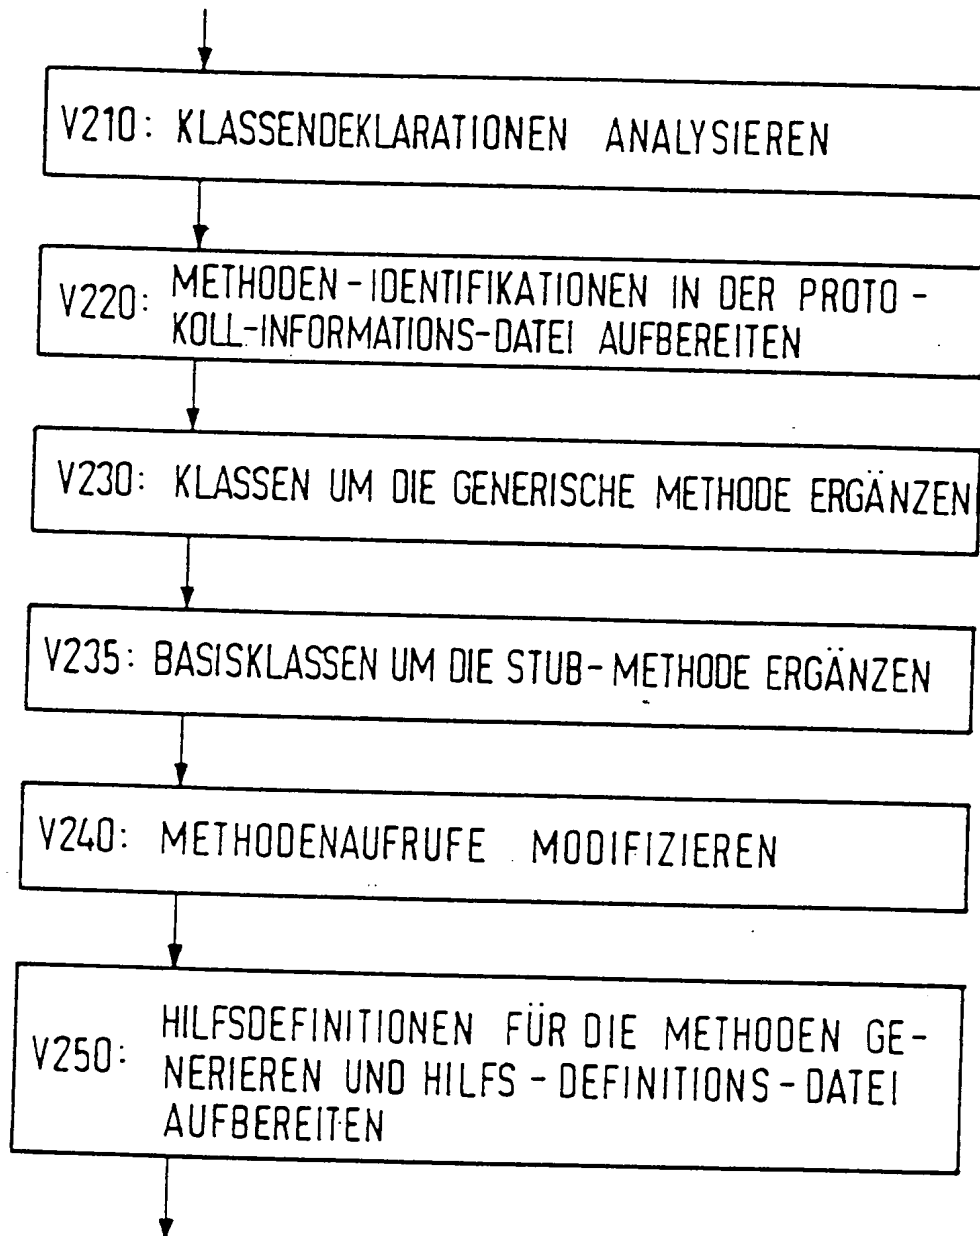 V210: KLASSENDEKLARATIONEN ANALYSIEREN
V220: METHODEN-IDENTIFIKATIONEN IN DER PROTO-
KOLL-INFORMATIONS-DATEI AUFBEREITEN
V230: KLASSEN UM DIE GENERISCHE METHODE ERGÄNZEN
V235: BASISKLASSEN UM DIE STUB-METHODE ERGÄNZEN
V240: METHODENAUFRUFE MODIFIZIEREN
V250: HILFSDEFINITIONEN FÜR DIE METHODEN GE-
NERIEREN UND HILFS-DEFINITIONS-DATEI
AUFBEREITEN